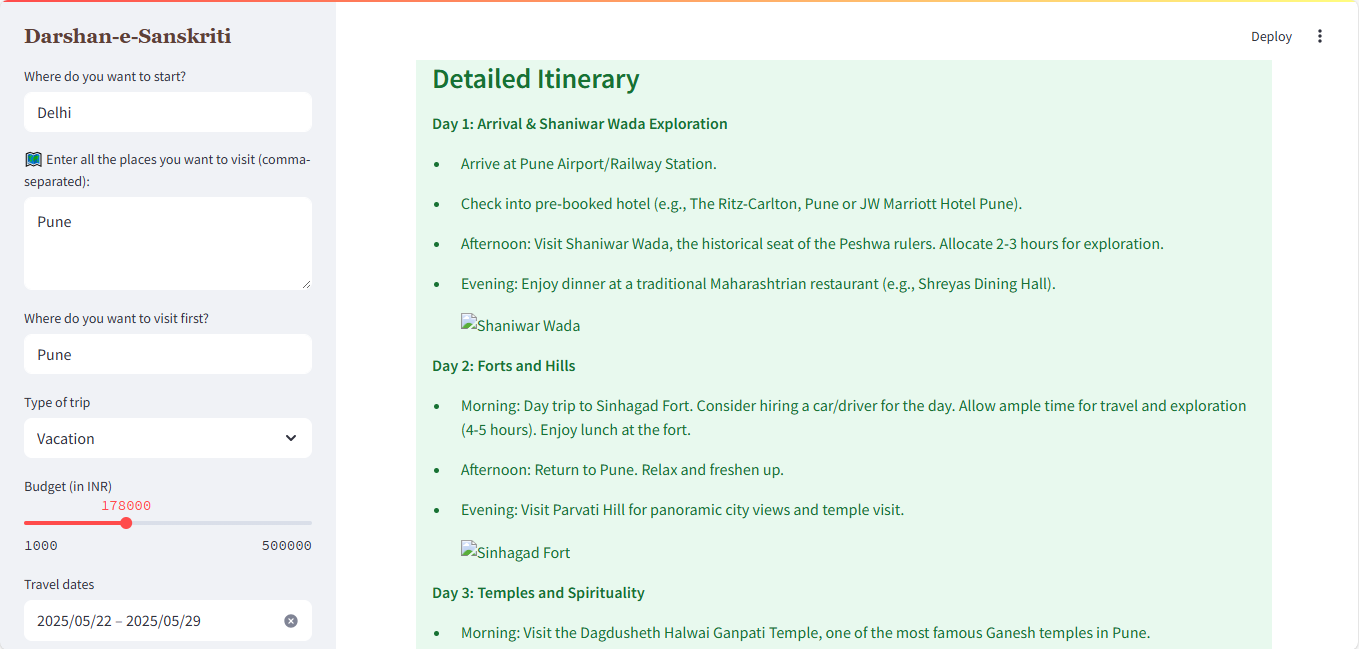 Darshan-e-Sanskriti
Where do you want to start?
Delhi
Enter all the places you want to visit (comma-
separated):
Pune
Where do you want to visit first?
Pune
Type of trip
Vacation
Budget (in INR)
178000
1000
500000
Travel dates
2025/05/22 – 2025/05/29
Deploy
Detailed Itinerary
Day 1: Arrival & Shaniwar Wada Exploration
• Arrive at Pune Airport/Railway Station.
• Check into pre-booked hotel (e.g., The Ritz-Carlton, Pune or JW Marriott Hotel Pune).
• Afternoon: Visit Shaniwar Wada, the historical seat of the Peshwa rulers. Allocate 2-3 hours for exploration.
• Evening: Enjoy dinner at a traditional Maharashtrian restaurant (e.g., Shreyas Dining Hall).
Shaniwar Wada
Day 2: Forts and Hills
• Morning: Day trip to Sinhagad Fort. Consider hiring a car/driver for the day. Allow ample time for travel and exploration
(4-5 hours). Enjoy lunch at the fort.
• Afternoon: Return to Pune. Relax and freshen up.
• Evening: Visit Parvati Hill for panoramic city views and temple visit.
Sinhagad Fort
Day 3: Temples and Spirituality
• Morning: Visit the Dagdusheth Halwai Ganpati Temple, one of the most famous Ganesh temples in Pune.